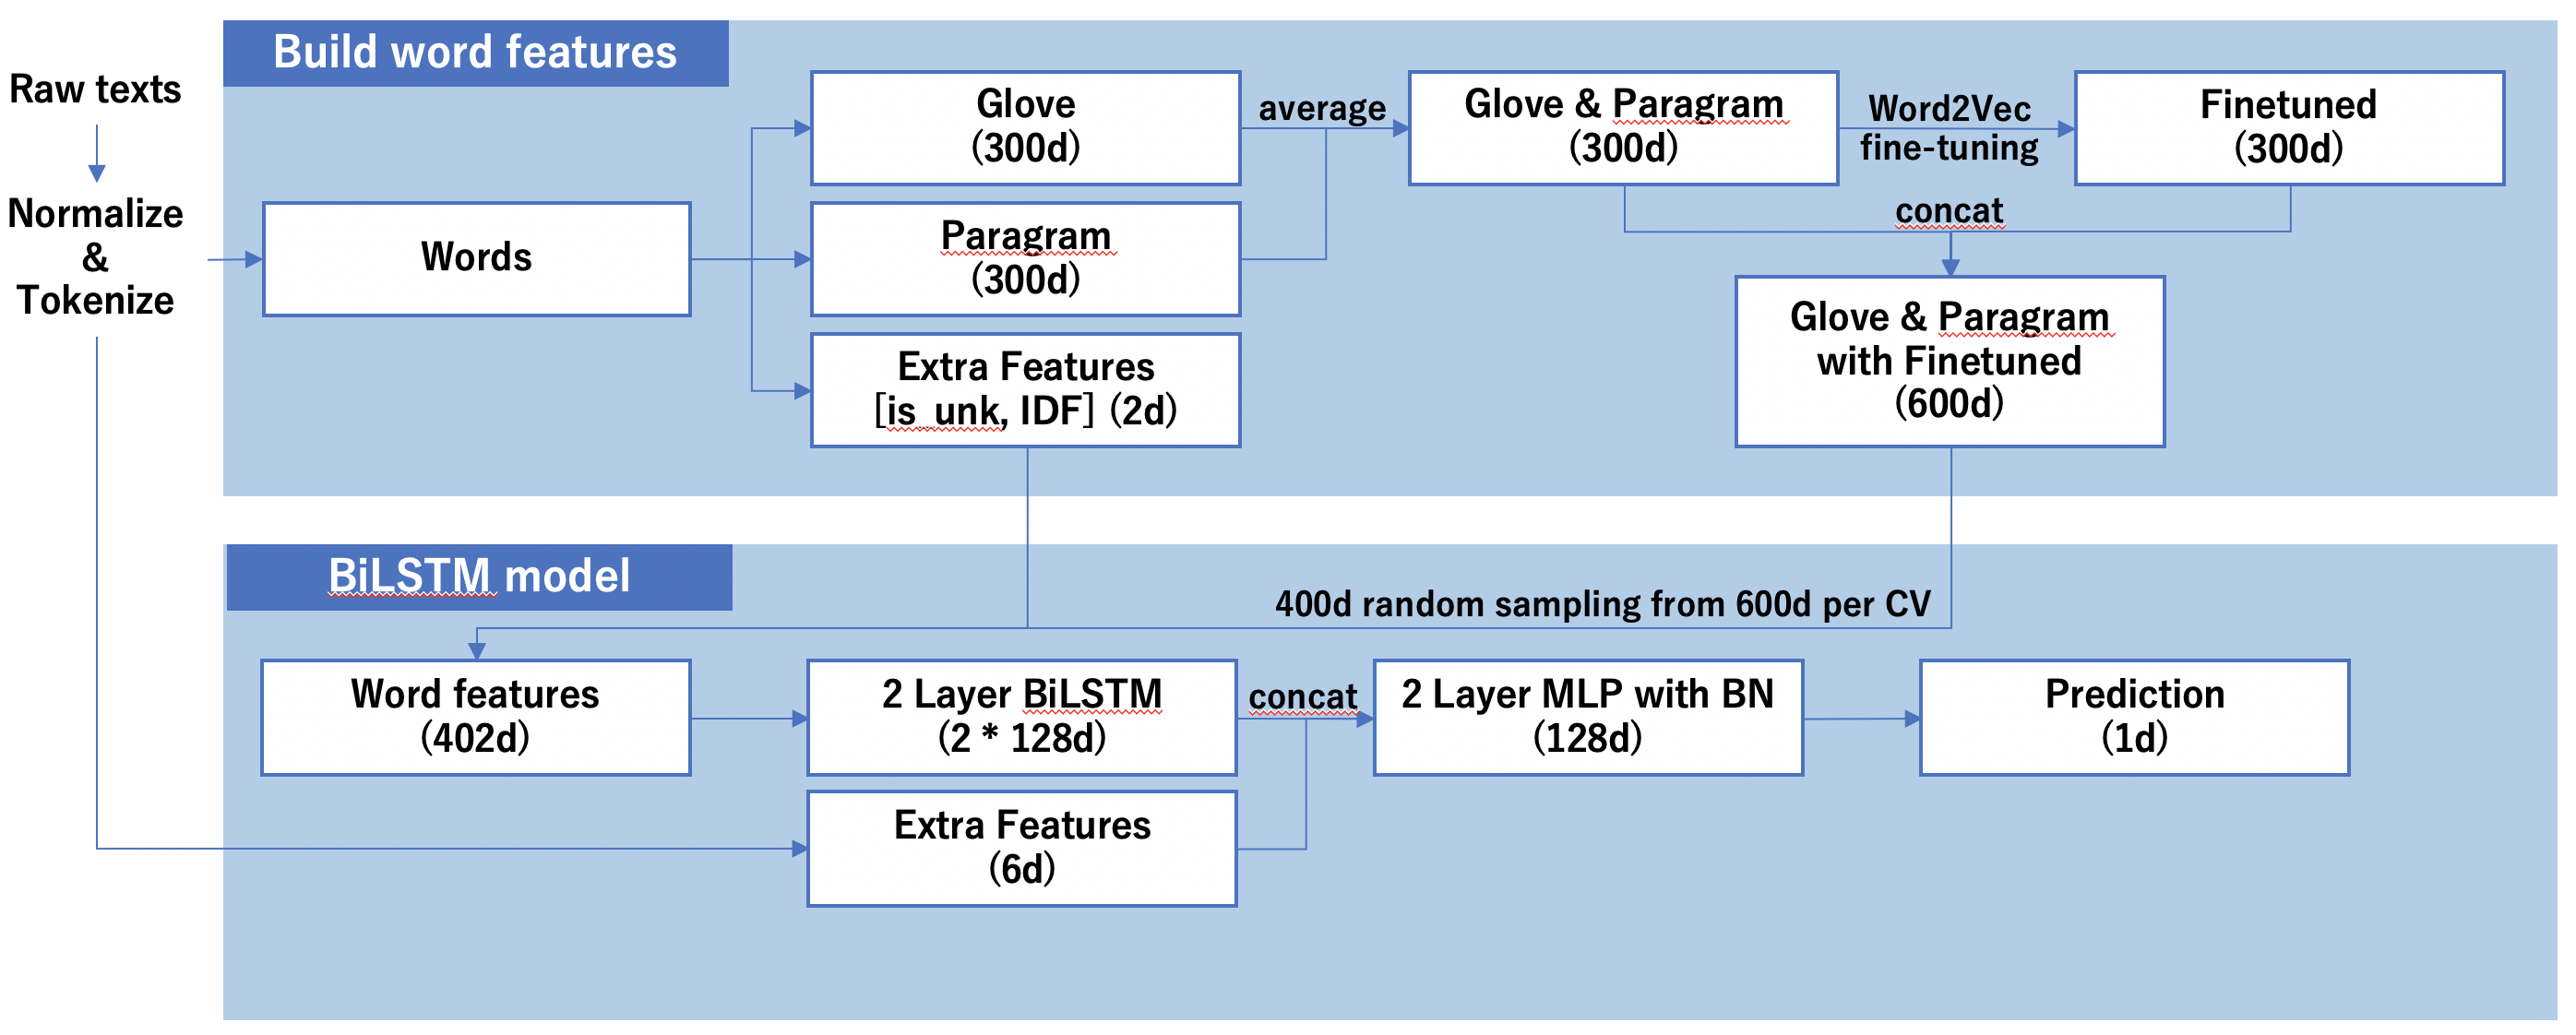 Build word features
Raw texts
Normalize
&
Tokenize
Words
Glove
(300d)
Paragram
(300d)
Extra Features
[is_unk, IDF] (2d)
average
Glove & Paragram
(300d)
Word2Vec
fine-tuning
Finetuned
(300d)
concat
Glove & Paragram
with Finetuned
(600d)
BiLSTM model
400d random sampling from 600d per CV
Word features
(402d)
2 Layer BiLSTM
(2 * 128d)
Extra Features
(6d)
concat
2 Layer MLP with BN
(128d)
Prediction
(1d)